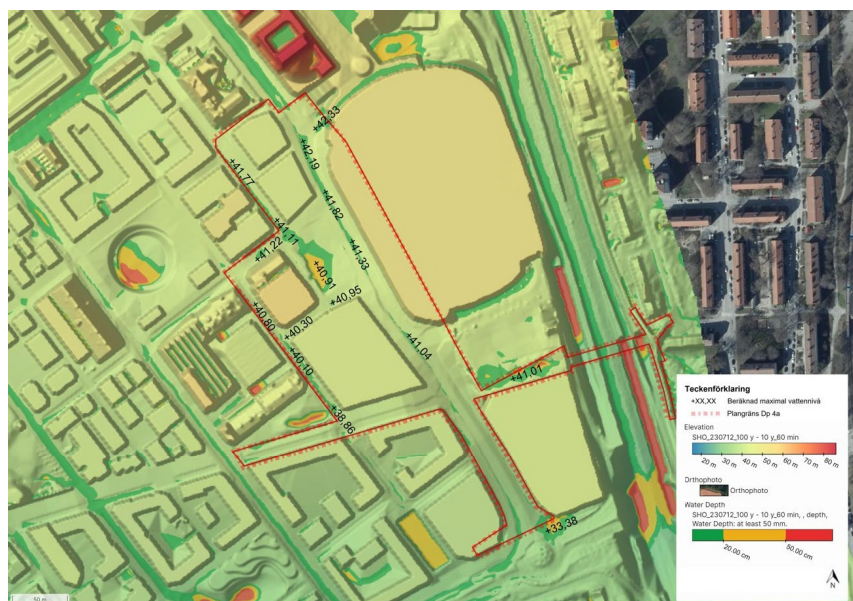 +42,33
+42,19
+41,77
+41,82
+41,11
+41,22
+41,33
+40,91
+40,95
+40,80
+40,30
+41,04
+40,10
+41,01
+38,86
+33,38
Teckenförklaring
+XX,XX Beräknad maximal vattennivå
Plangräns Dp 4a
Elevation
SHO_230712_100 y - 10 y_60 min
20 m 30 m 40 m 50 m 60 m 70 m 80 m
Orthophoto
Orthophoto
Water Depth
SHO_230712_100 y - 10 y_60 min, , depth,
Water Depth: at least 50 mm.
20.00 cm 50.00 cm
N
50 m